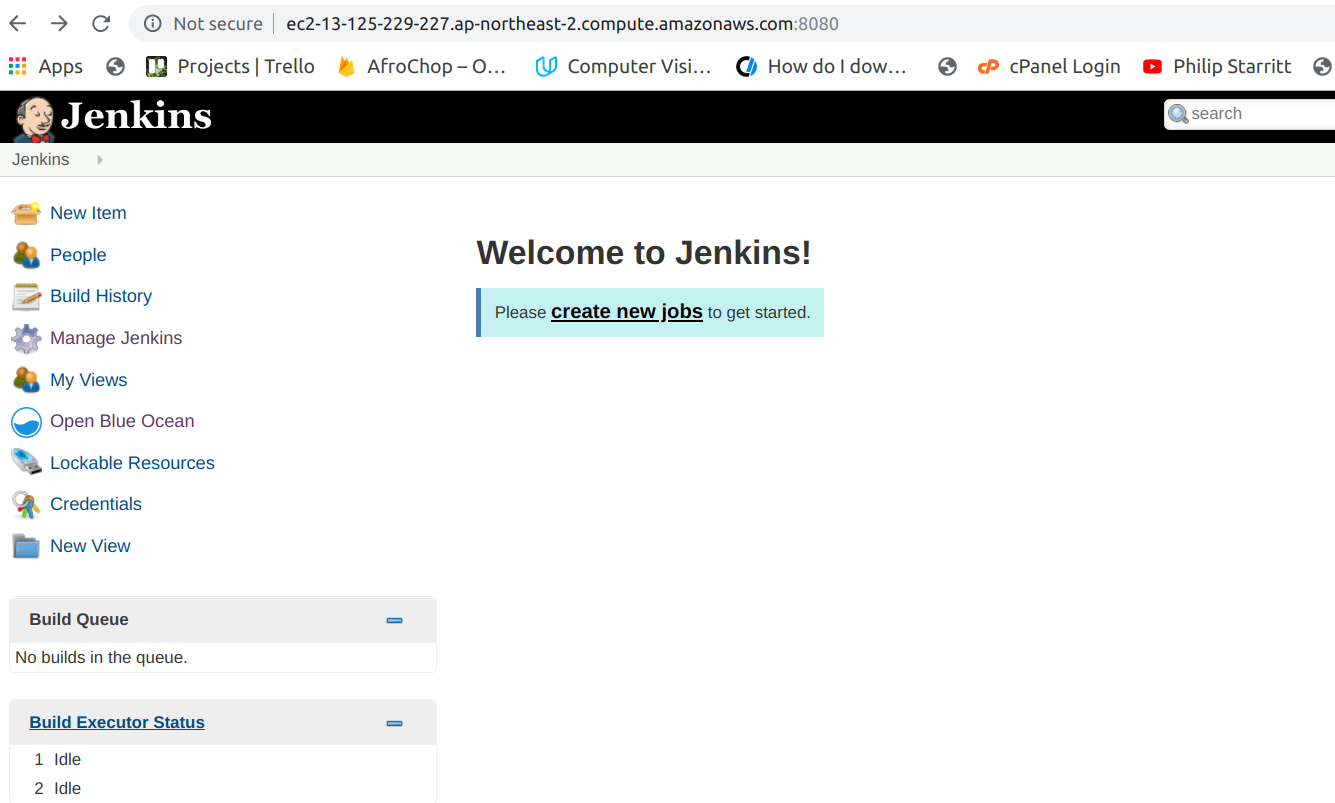 Not secure ec2-13-125-229-227.ap-northeast-2.compute.amazonaws.com:8080
Apps Projects | Trello AfroChop – O... Computer Visi... How do I dow... cPanel Login Philip Starritt
Jenkins search
Jenkins
New Item
People
Build History
Manage Jenkins
My Views
Open Blue Ocean
Lockable Resources
Credentials
New View
Welcome to Jenkins!
Please create new jobs to get started.
Build Queue
No builds in the queue.
Build Executor Status
1 Idle
2 Idle